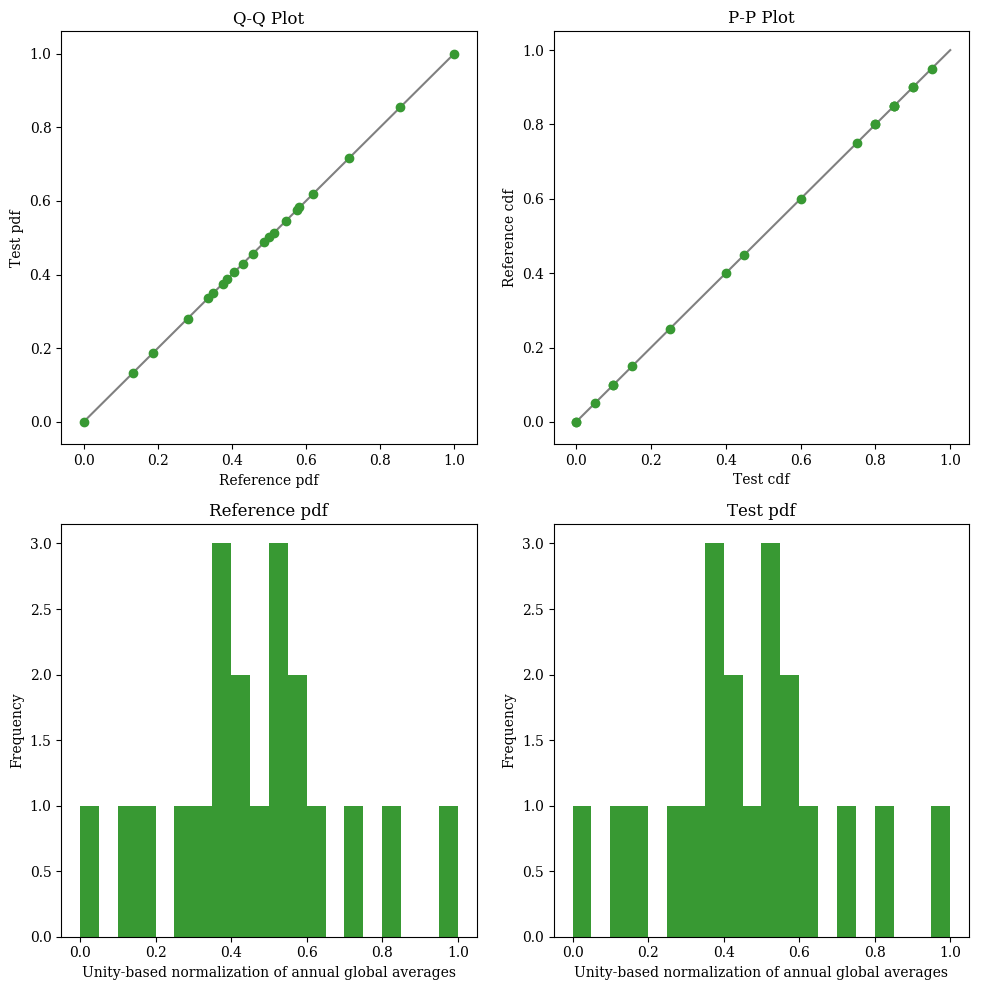 Q-Q Plot
Test pdf
1.0
0.8
0.6
0.4
0.2
0.0
0.0 0.2 0.4 0.6 0.8 1.0
Reference pdf
P-P Plot
Reference cdf
1.0
0.8
0.6
0.4
0.2
0.0
0.0 0.2 0.4 0.6 0.8 1.0
Test cdf
Reference pdf
Frequency
3.0
2.5
2.0
1.5
1.0
0.5
0.0
0.0 0.2 0.4 0.6 0.8 1.0
Unity-based normalization of annual global averages
Test pdf
Frequency
3.0
2.5
2.0
1.5
1.0
0.5
0.0
0.0 0.2 0.4 0.6 0.8 1.0
Unity-based normalization of annual global averages